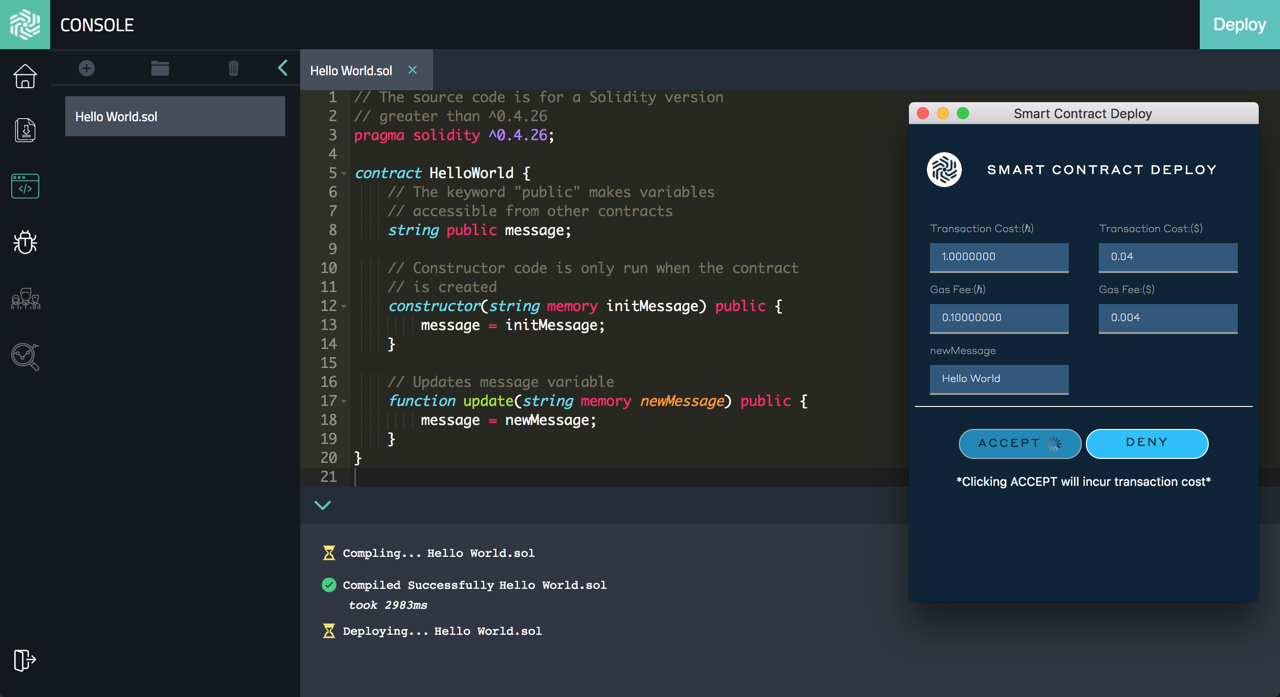 CONSOLE
Deploy
Hello World.sol
Hello World.sol ×
1 // The source code is for a Solidity version
2 // greater than ^0.4.26
3 pragma solidity ^0.4.26;
4
5 contract HelloWorld {
6 // The keyword "public" makes variables
7 // accessible from other contracts
8 string public message;
9
10 // Constructor code is only run when the contract
11 // is created
12 constructor(string memory initMessage) public {
13 message = initMessage;
14 }
15
16 // Updates message variable
17 function update(string memory newMessage) public {
18 message = newMessage;
19 }
20 }
21
Compling... Hello World.sol
Compiled Successfully Hello World.sol
took 2983ms
Deploying... Hello World.sol
Smart Contract Deploy
SMART CONTRACT DEPLOY
Transaction Cost:(ℏ) Transaction Cost:($)
1.0000000 0.04
Gas Fee:(ℏ) Gas Fee:($)
0.10000000 0.004
newMessage
Hello World
ACCEPT DENY
*Clicking ACCEPT will incur transaction cost*